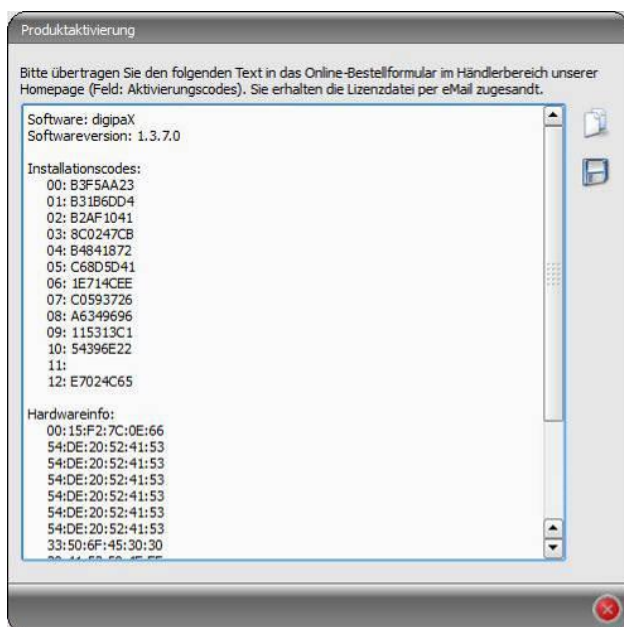 Produktaktivierung
Bitte übertragen Sie den folgenden Text in das Online-Bestellformular im Händlerbereich unserer
Homepage (Feld: Aktivierungscodes). Sie erhalten die Lizenzdatei per eMail zugesandt.
Software: digipaX
Softwareversion: 1.3.7.0
Installationscodes:
00: B3F5AA23
01: B31B6DD4
02: B2AF1041
03: 8C0247CB
04: B4841872
05: C68D5D41
06: 1E714CEE
07: C0593726
08: A6349696
09: 115313C1
10: 54396E22
11:
12: E7024C65
Hardwareinfo:
00:15:F2:7C:0E:66
54:DE:20:52:41:53
54:DE:20:52:41:53
54:DE:20:52:41:53
54:DE:20:52:41:53
54:DE:20:52:41:53
54:DE:20:52:41:53
33:50:6F:45:30:30